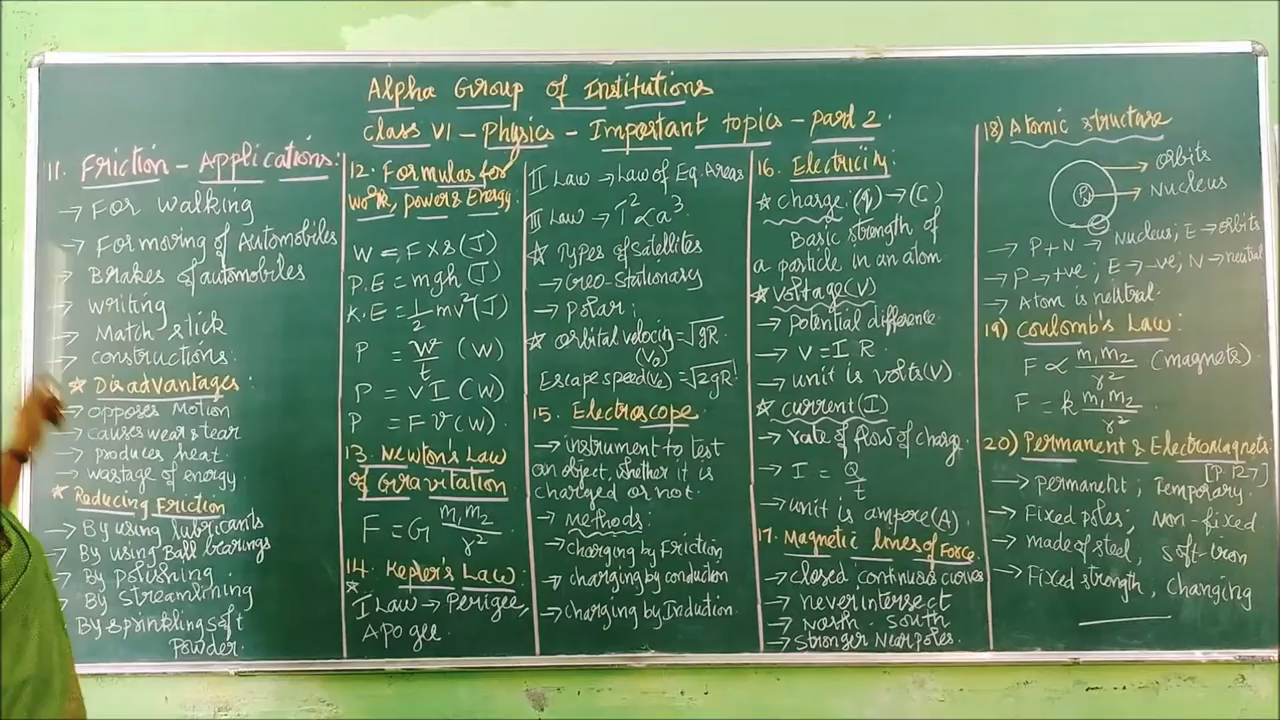 Alpha Group of Institutions
Class VI - Physics - Important topics - part 2.
11. Friction - Applications:
→ For walking
→ For moving of Automobiles
→ Brakes of automobiles
→ writing
→ Match stick
→ constructions.
★ Disadvantages:
→ opposes Motion
→ causes wear & tear
→ produces heat.
→ wastage of energy.
★ Reducing Friction
→ By using lubricants
→ By using Ball bearings
→ By polishing
→ By streamlining
→ By sprinkling soft
powder.
12. Formulas for
work, power & Energy:
W = F x s (J)
P.E = mgh (J)
K.E = 1/2 mv² (J)
P = w/t (W)
P = VI (W)
P = FV (W).
13. Newton's Law
of Gravitation
F = G m₁m₂/r².
14. Kepler's Law:
★
I Law → Perigee,
Apogee.
II Law → Law of Eq. Areas
III Law → T² ∝ a³.
★ Types of Satellites
→ Geo-Stationary
→ Polar;
★ orbital velocity = √gR
(V₀)
Escape speed (Ve) = √2gR
15. Electroscope
→ instrument to test
an object, whether it is
charged or not.
→ methods:
→ charging by Friction
→ charging by conduction
→ charging by Induction.
16. Electricity:
★ charge: (q) → (C)
Basic strength of
a particle in an atom
★ Voltage (V)
→ Potential difference
→ V = I R.
→ unit is volts (V)
★ current (I)
→ rate of flow of charge.
→ I = Q/t
→ unit is ampere (A).
17. Magnetic lines of Force.
→ closed continuous curves
→ never intersect
→ North - South
→ Stronger Near poles.
18) Atomic structure
→ orbits
→ Nucleus
→ P + N → Nucleus; E → orbits
→ P → +ve; E → -ve; N → neutral
→ Atom is neutral.
19) Coulomb's Law:
F ∝ m₁m₂/r² (magnets)
F = k m₁m₂/r².
20) Permanent & Electromagnets:
[P-127]
→ permanent; Temporary.
→ Fixed poles; non-fixed
→ made of steel, soft iron
→ Fixed strength, Changing